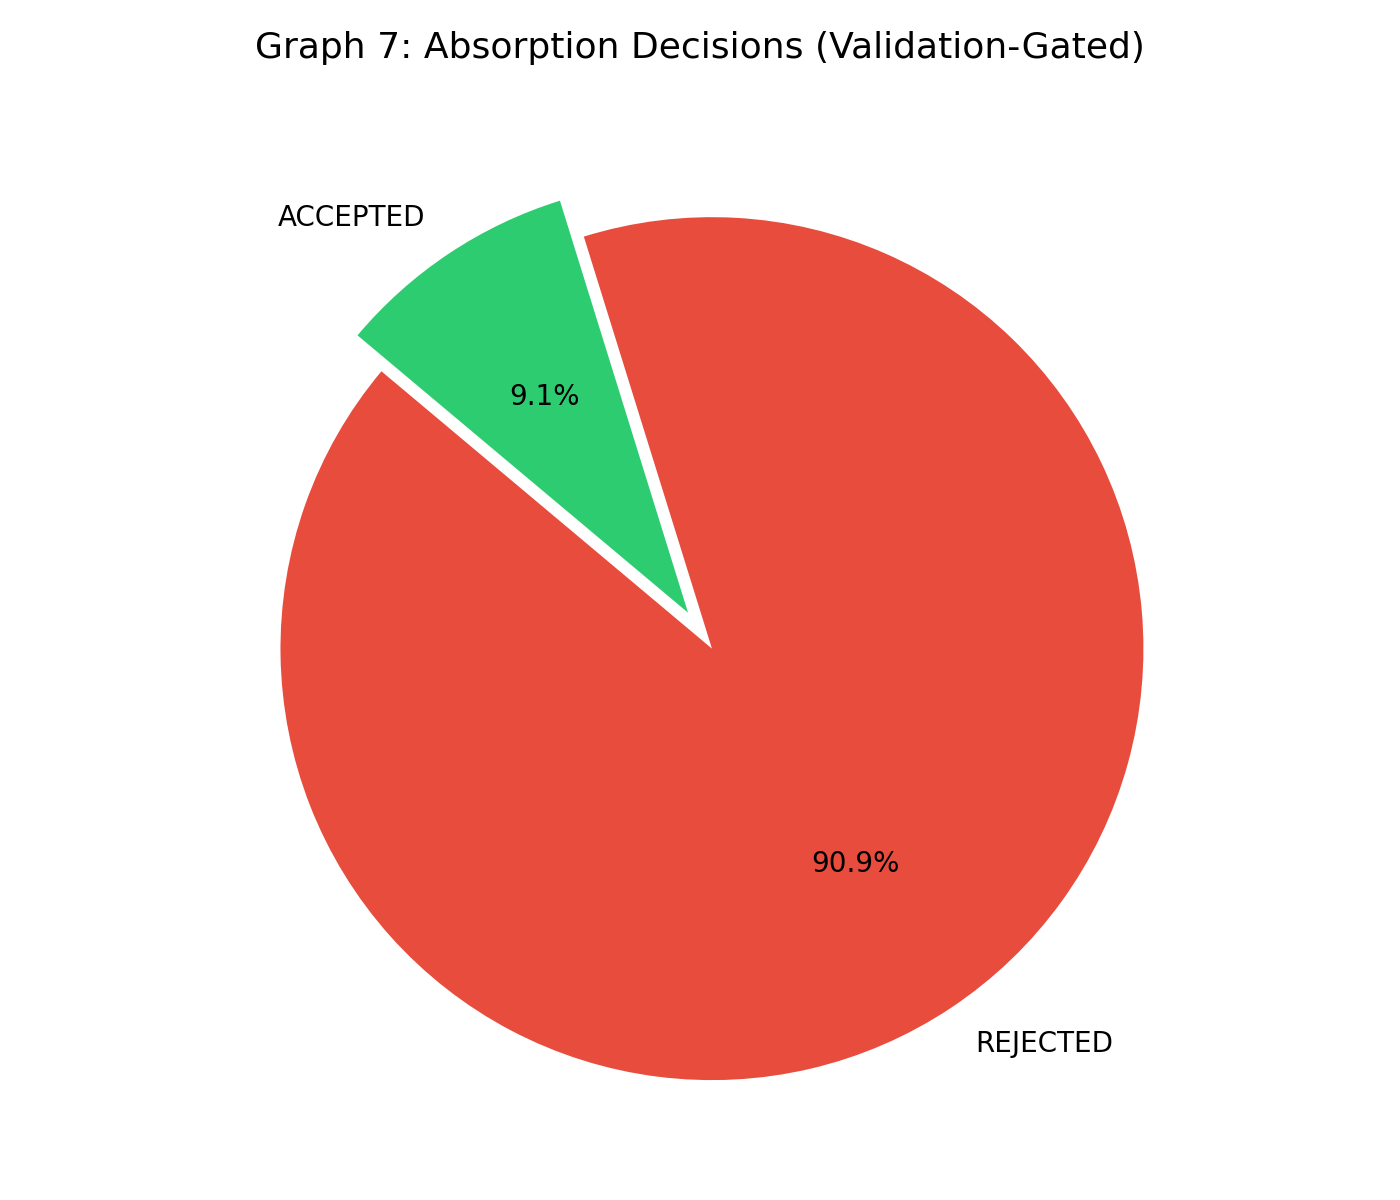 Graph 7: Absorption Decisions (Validation-Gated)
ACCEPTED
9.1%
90.9%
REJECTED